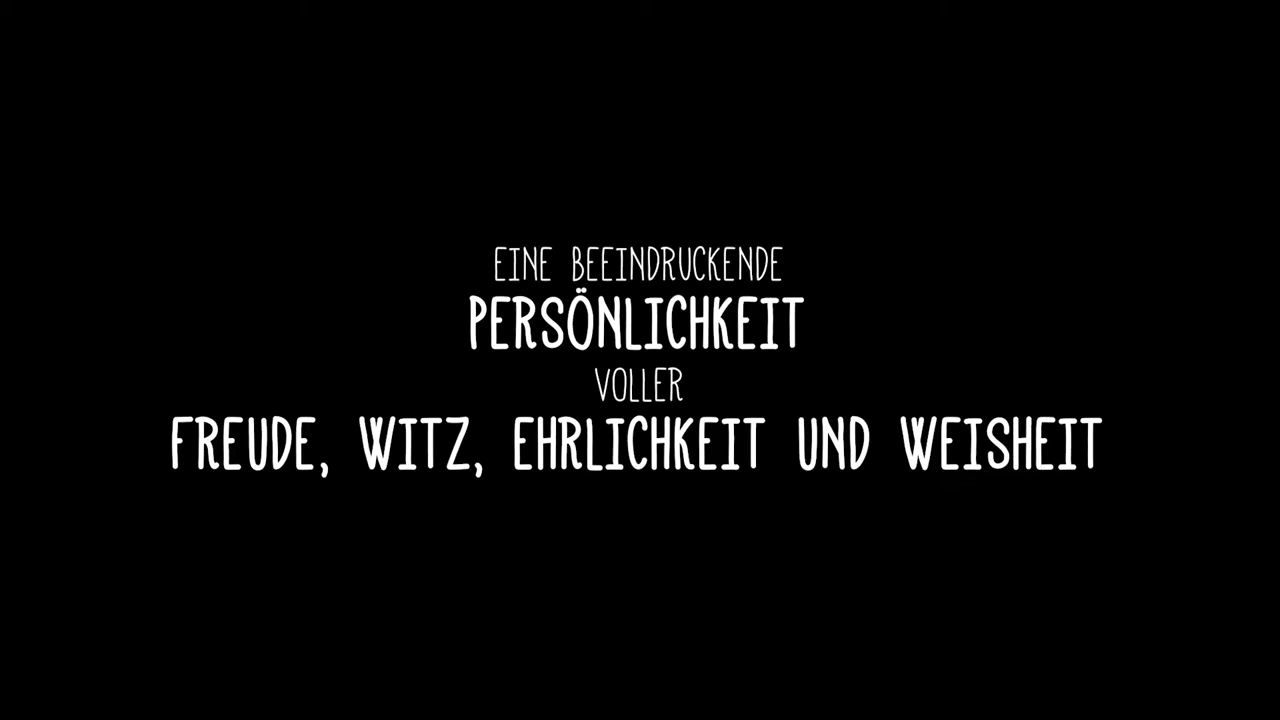 EINE BEEINDRUCKENDE
PERSÖNLICHKEIT
VOLLER
FREUDE, WITZ, EHRLICHKEIT UND WEISHEIT